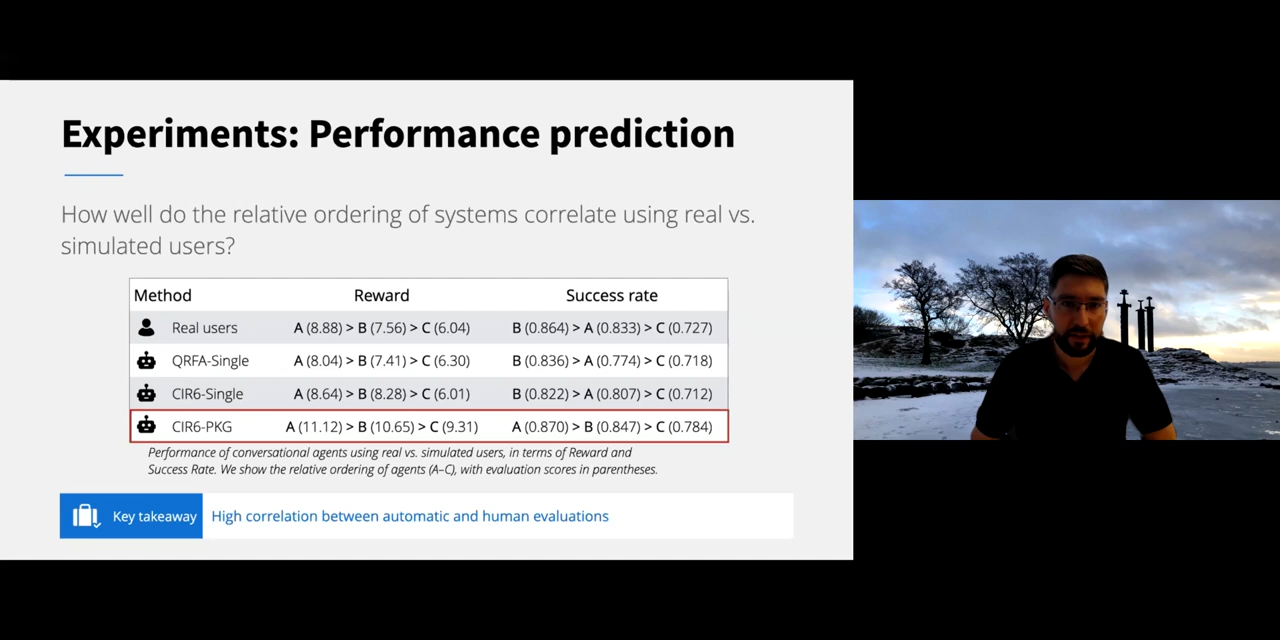 Experiments: Performance prediction
How well do the relative ordering of systems correlate using real vs.
simulated users?
Method Reward Success rate
Real users A (8.88) > B (7.56) > C (6.04) B (0.864) > A (0.833) > C (0.727)
QRFA-Single A (8.04) > B (7.41) > C (6.30) B (0.836) > A (0.774) > C (0.718)
CIR6-Single A (8.64) > B (8.28) > C (6.01) B (0.822) > A (0.807) > C (0.712)
CIR6-PKG A (11.12) > B (10.65) > C (9.31) A (0.870) > B (0.847) > C (0.784)
Performance of conversational agents using real vs. simulated users, in terms of Reward and
Success Rate. We show the relative ordering of agents (A–C), with evaluation scores in parentheses.
Key takeaway High correlation between automatic and human evaluations